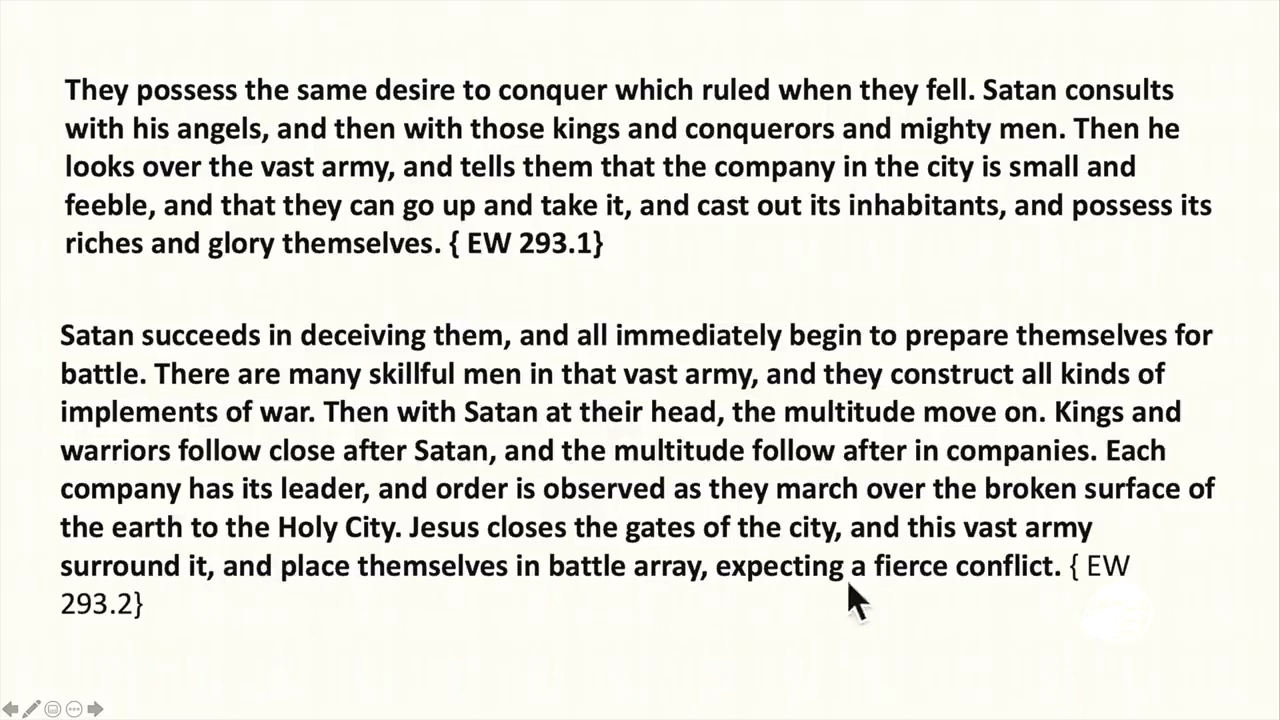 They possess the same desire to conquer which ruled when they fell. Satan consults
with his angels, and then with those kings and conquerors and mighty men. Then he
looks over the vast army, and tells them that the company in the city is small and
feeble, and that they can go up and take it, and cast out its inhabitants, and possess its
riches and glory themselves. { EW 293.1}
Satan succeeds in deceiving them, and all immediately begin to prepare themselves for
battle. There are many skillful men in that vast army, and they construct all kinds of
implements of war. Then with Satan at their head, the multitude move on. Kings and
warriors follow close after Satan, and the multitude follow after in companies. Each
company has its leader, and order is observed as they march over the broken surface of
the earth to the Holy City. Jesus closes the gates of the city, and this vast army
surround it, and place themselves in battle array, expecting a fierce conflict. { EW
293.2}